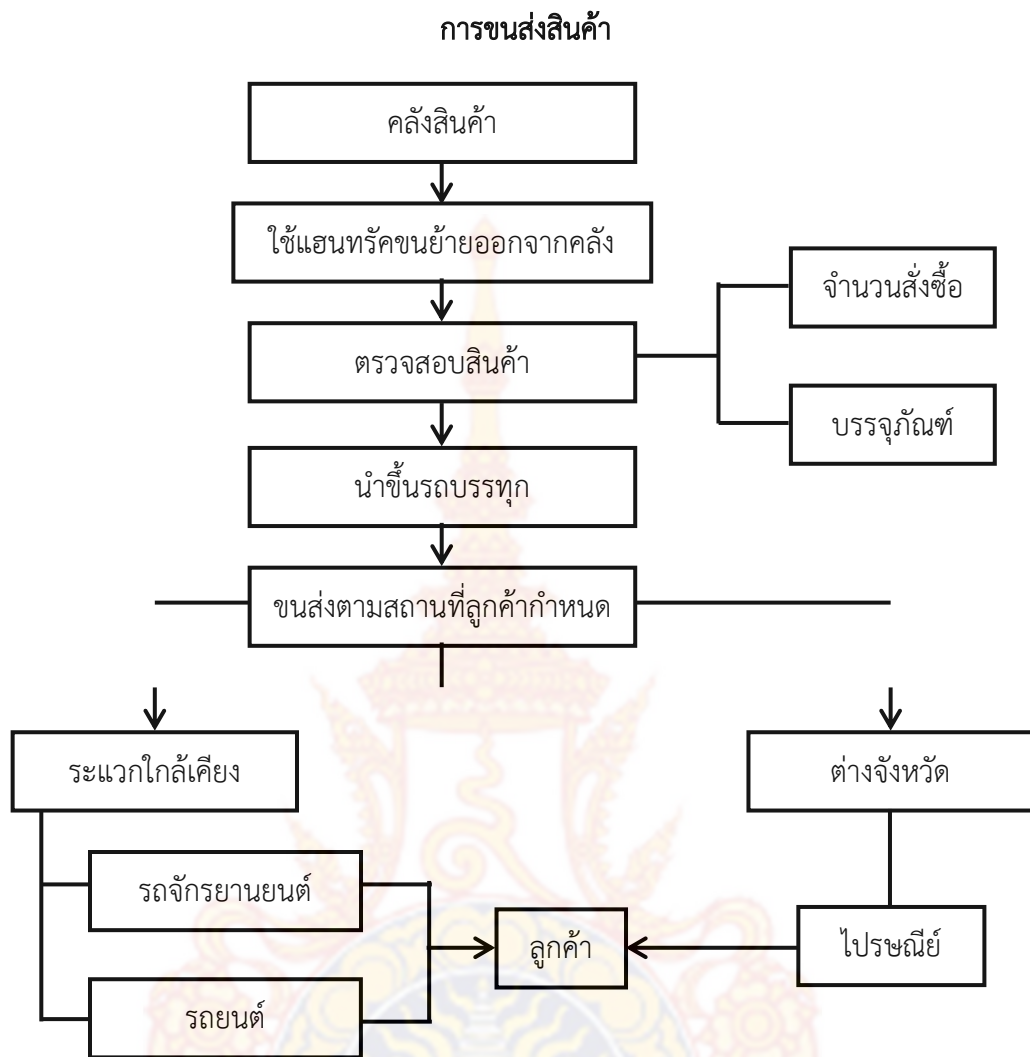 การขนส่งสินค้า
คลังสินค้า
ใช้แฮนทรัคขนย้ายออกจากคลัง
จำนวนสั่งซื้อ
ตรวจสอบสินค้า
บรรจุภัณฑ์
นำขึ้นรถบรรทุก
ขนส่งตามสถานที่ลูกค้ากำหนด
ระแวกใกล้เคียง
ต่างจังหวัด
รถจักรยานยนต์
ลูกค้า
ไปรษณีย์
รถยนต์